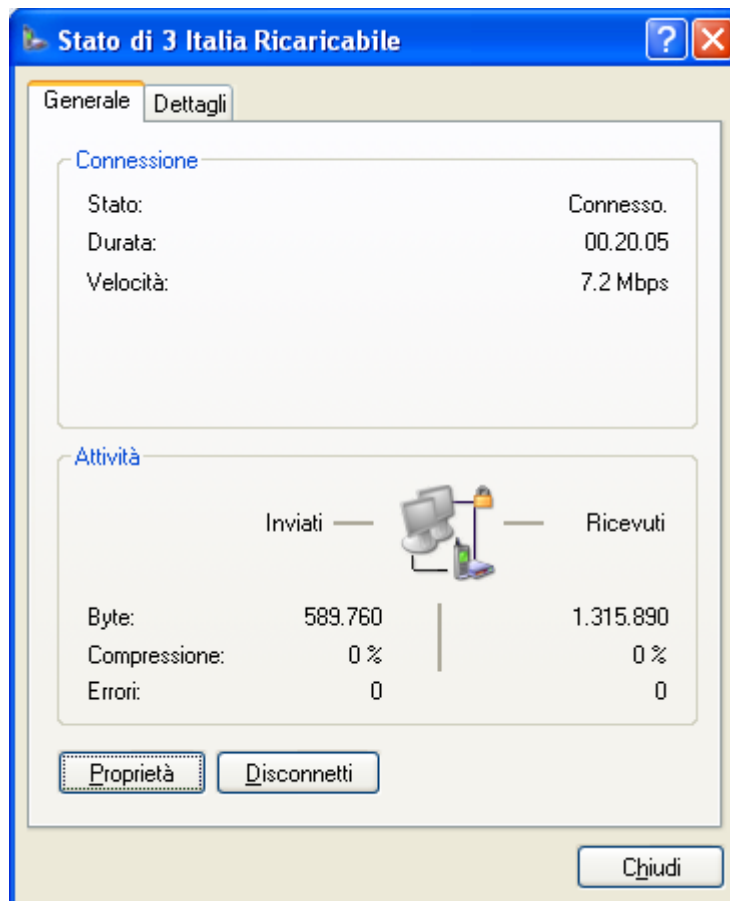 Stato di 3 Italia Ricaricabile
Generale Dettagli
Connessione
Stato: Connesso.
Durata: 00.20.05
Velocità: 7.2 Mbps
Attività
Inviati Ricevuti
Byte: 589.760 1.315.890
Compressione: 0 % 0 %
Errori: 0 0
Proprietà Disconnetti
Chiudi